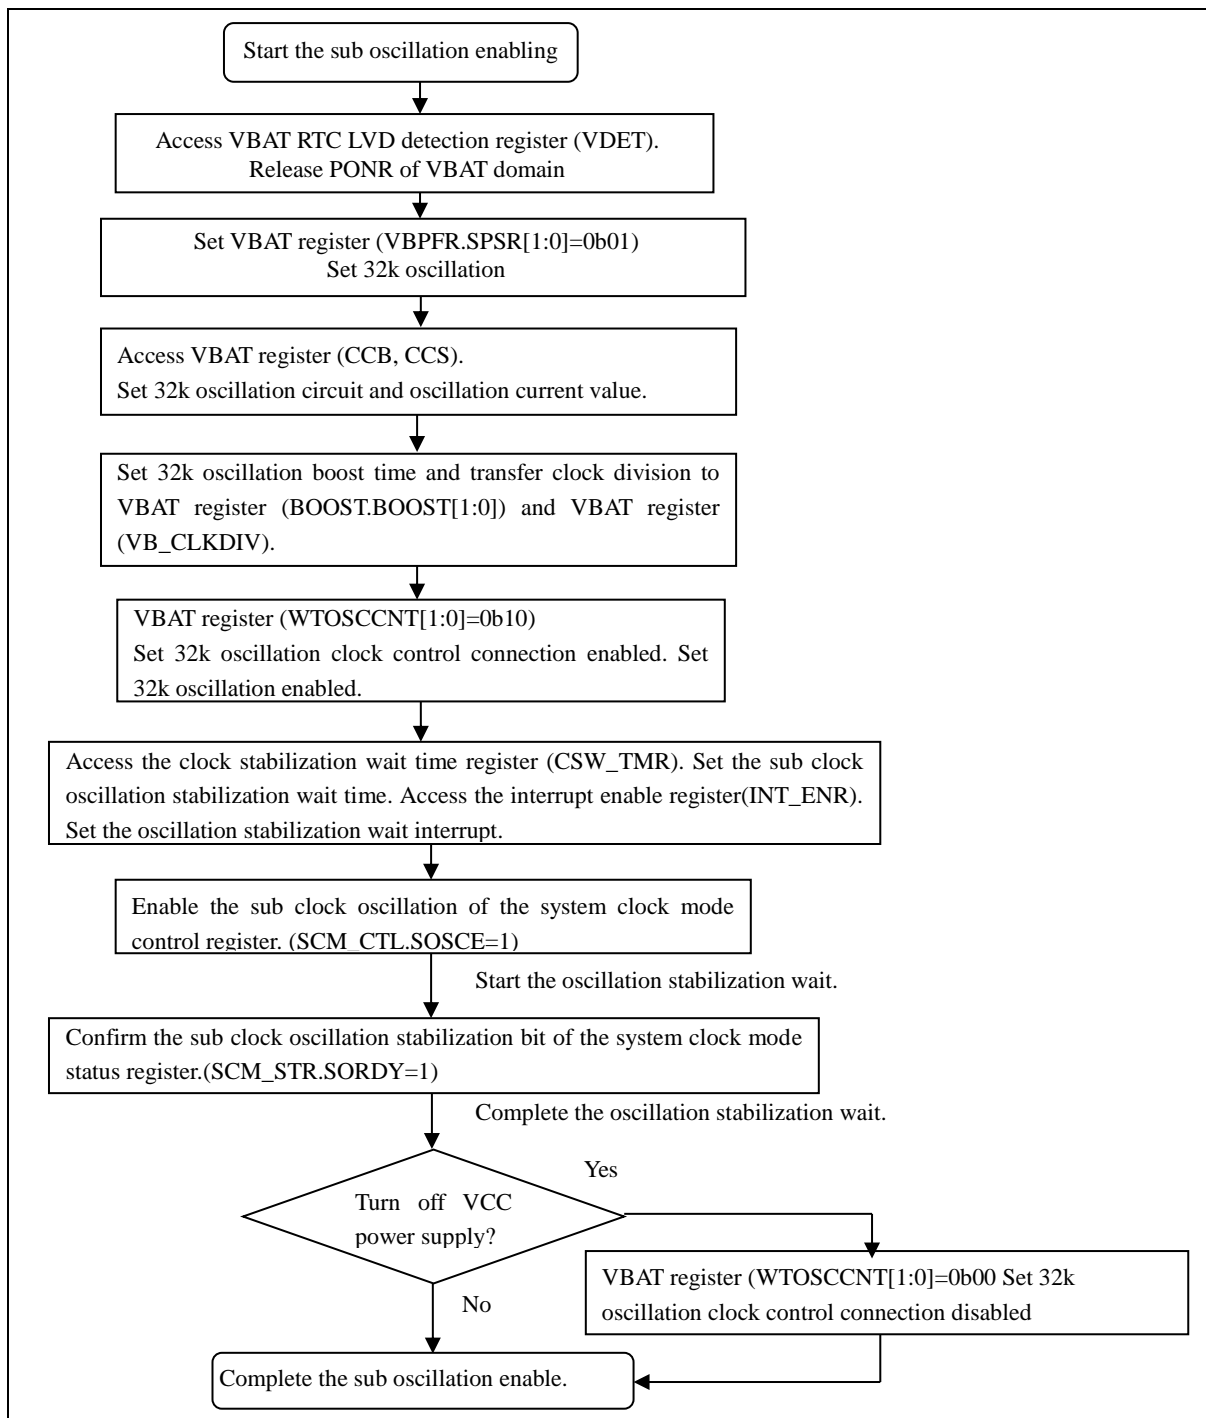 Start the sub oscillation enabling
Access VBAT RTC LVD detection register (VDET).
Release PONR of VBAT domain
Set VBAT register (VBPFR.SPSR[1:0]=0b01)
Set 32k oscillation
Access VBAT register (CCB, CCS).
Set 32k oscillation circuit and oscillation current value.
Set 32k oscillation boost time and transfer clock division to
VBAT register (BOOST.BOOST[1:0]) and VBAT register
(VB_CLKDIV).
VBAT register (WTOSCCNT[1:0]=0b10)
Set 32k oscillation clock control connection enabled. Set
32k oscillation enabled.
Access the clock stabilization wait time register (CSW_TMR). Set the sub clock
oscillation stabilization wait time. Access the interrupt enable register(INT_ENR).
Set the oscillation stabilization wait interrupt.
Enable the sub clock oscillation of the system clock mode
control register. (SCM_CTL.SOSCE=1)
Start the oscillation stabilization wait.
Confirm the sub clock oscillation stabilization bit of the system clock mode
status register.(SCM_STR.SORDY=1)
Complete the oscillation stabilization wait.
Yes
Turn off VCC
power supply?
VBAT register (WTOSCCNT[1:0]=0b00 Set 32k
oscillation clock control connection disabled
No
Complete the sub oscillation enable.